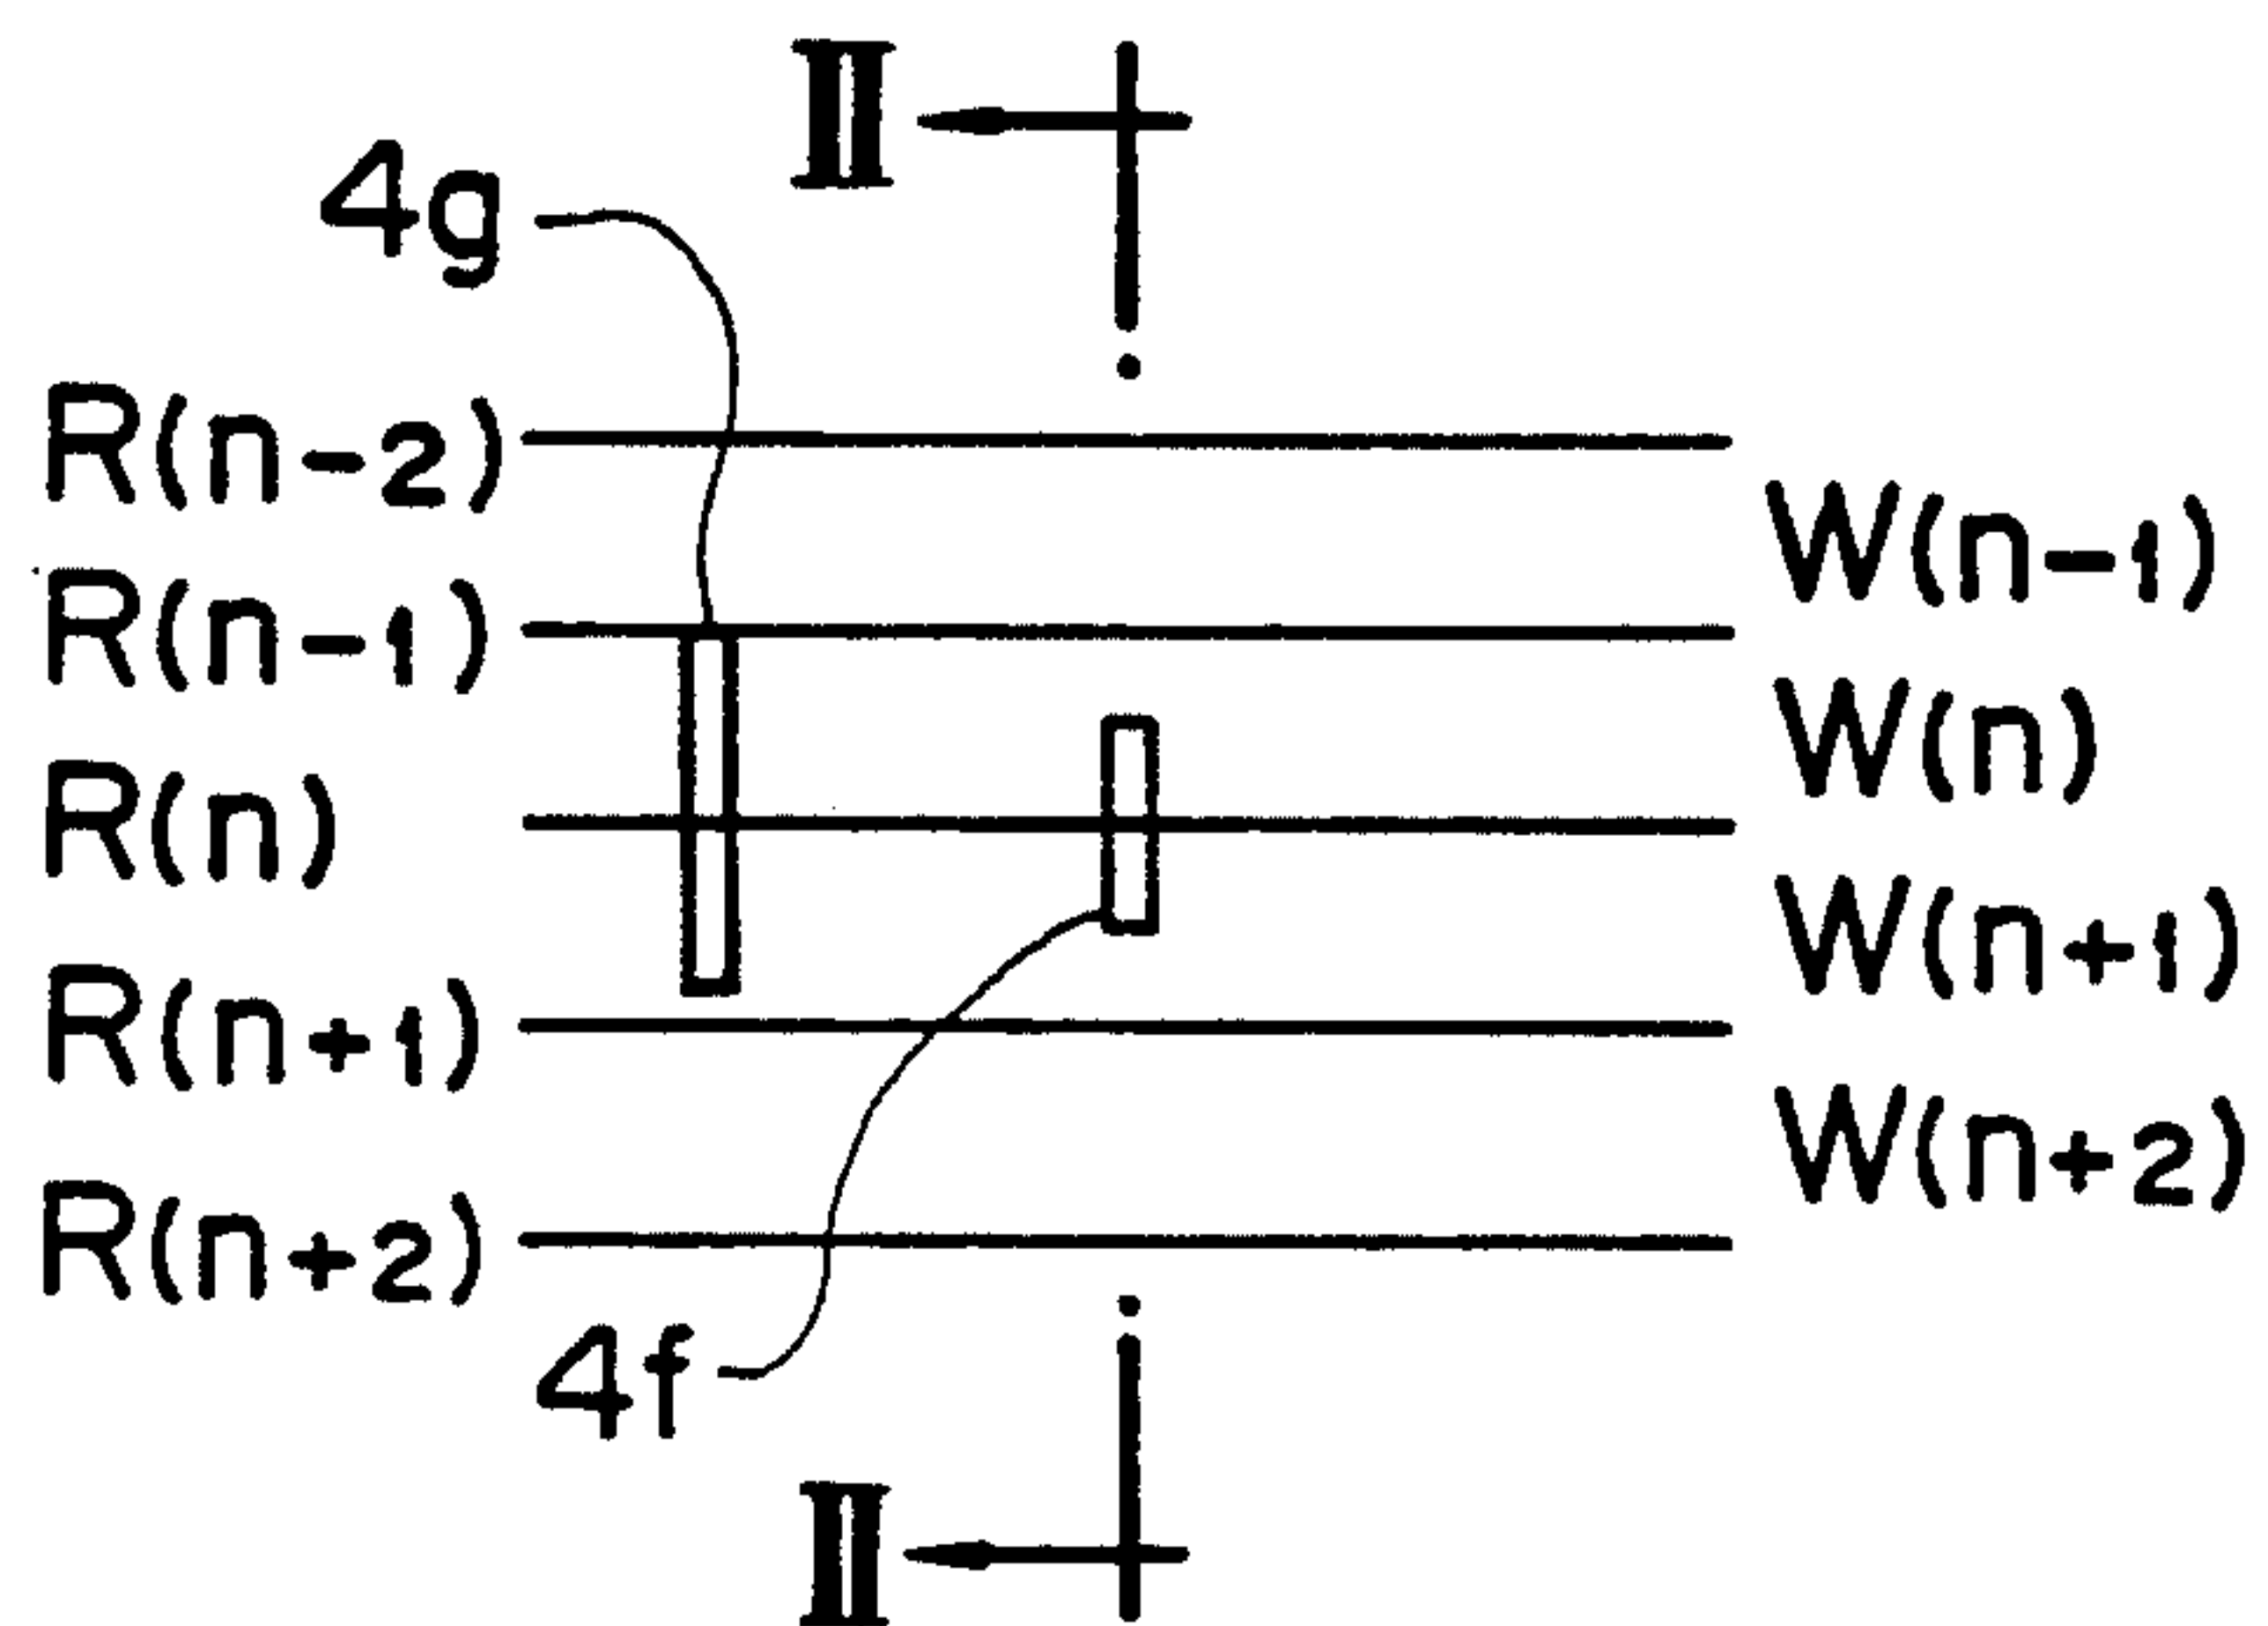 II
4g
R(n-2)
W(n-1)
R(n-1)
W(n)
R(n)
W(n+1)
R(n+1)
W(n+2)
R(n+2)
4f
II